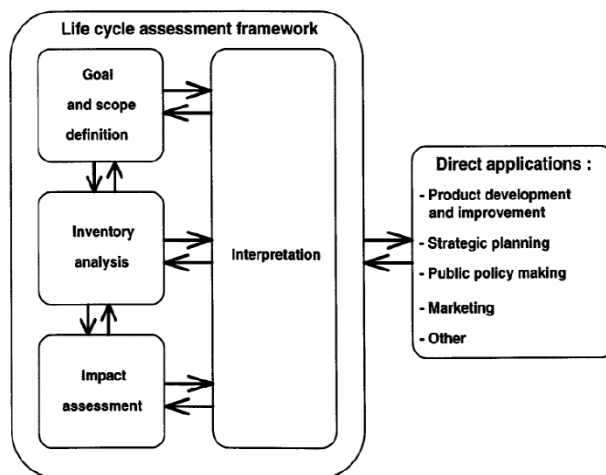 Life cycle assessment framework
Goal
and scope
definition
Inventory
analysis
Impact
assessment
Interpretation
Direct applications :
- Product development
and improvement
- Strategic planning
- Public policy making
- Marketing
- Other